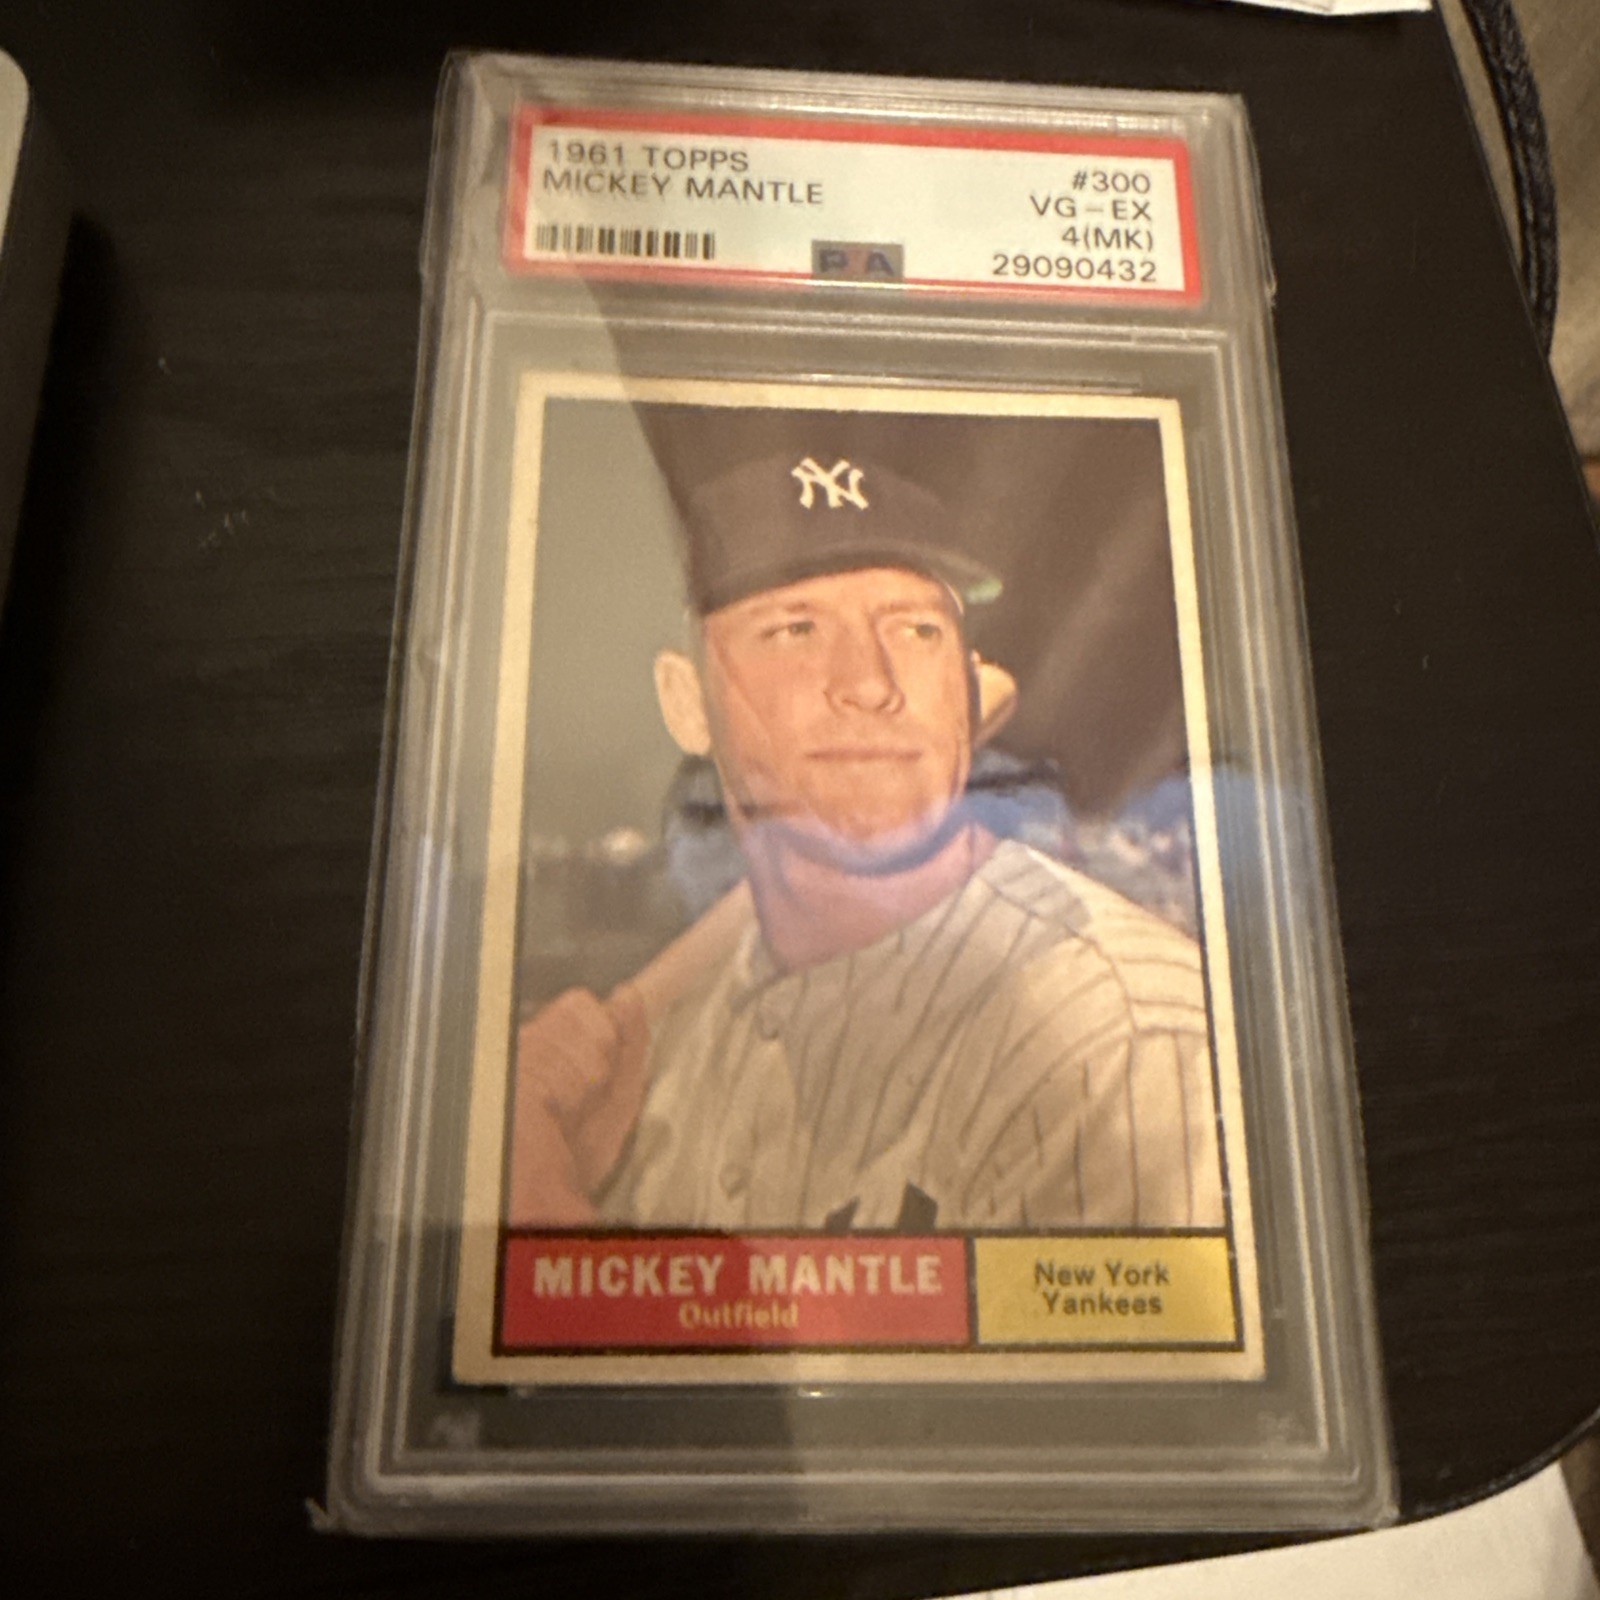 1961 TOPPS
MICKEY MANTLE
#300
VG-EX
4(MK)
29090432
PSA
NY
MICKEY MANTLE
Outfield
New York
Yankees